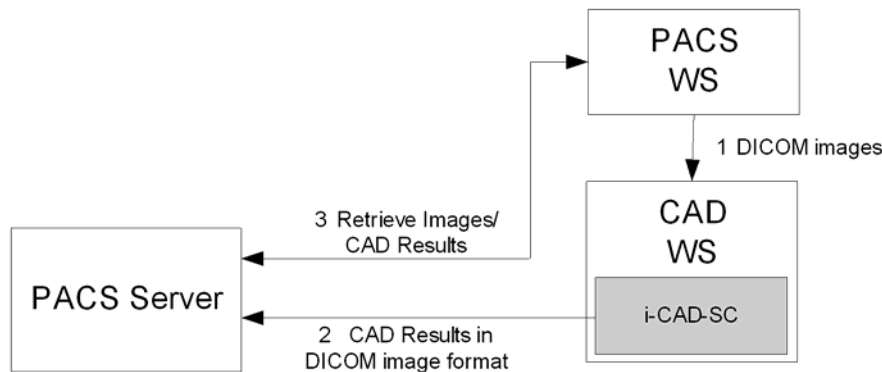 PACS
WS
1 DICOM images
CAD
WS
3 Retrieve Images/
CAD Results
PACS Server
i-CAD-SC
2 CAD Results in
DICOM image format